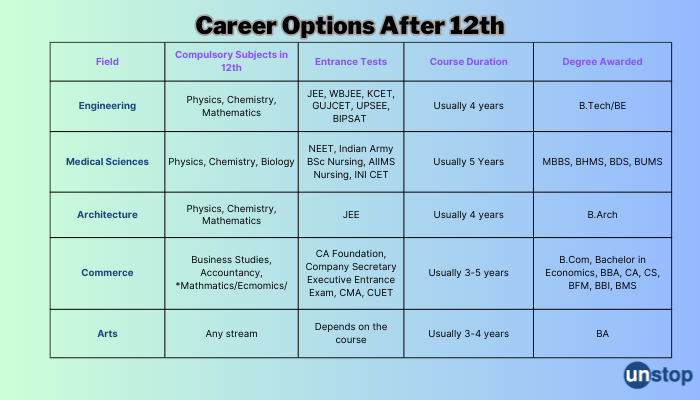 Career Options After 12th
Field
Compulsory Subjects in
12th
Entrance Tests
Course Duration
Degree Awarded
Engineering
Physics, Chemistry,
Mathematics
JEE, WBJEE, KCET,
GUJCET, UPSEE,
BIPSAT
Usually 4 years
B.Tech/BE
Medical Sciences
Physics, Chemistry, Biology
NEET, Indian Army
BSc Nursing, AIIMS
Nursing, INI CET
Usually 5 Years
MBBS, BHMS, BDS, BUMS
Architecture
Physics, Chemistry,
Mathematics
JEE
Usually 4 years
B.Arch
Commerce
Business Studies,
Accountancy,
*Mathmatics/Ecmomics/
CA Foundation,
Company Secretary
Executive Entrance
Exam, CMA, CUET
Usually 3-5 years
B.Com, Bachelor in
Economics, BBA, CA, CS,
BFM, BBI, BMS
Arts
Any stream
Depends on the
course
Usually 3-4 years
BA
unstop